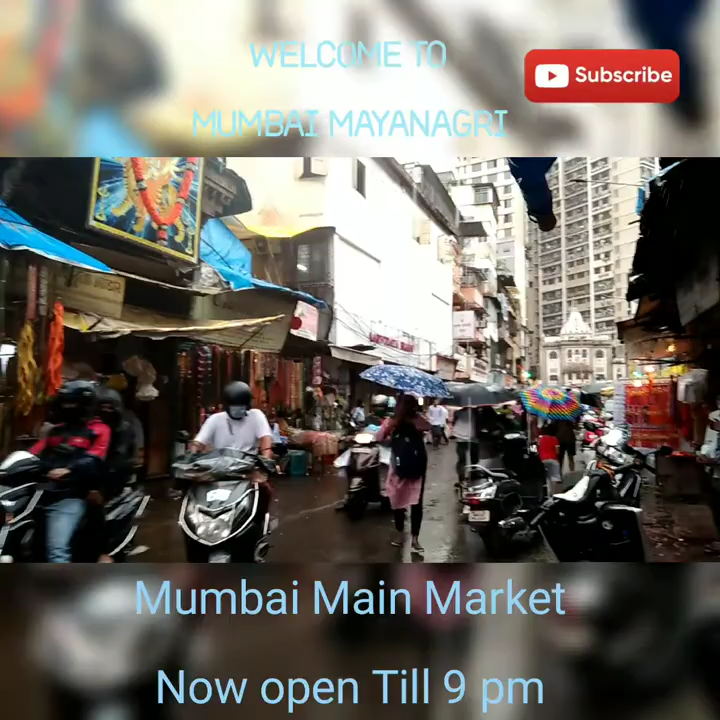 WELCOME TO
Subscribe
MUMBAI MAYANAGRI
Mumbai Main Market
Now open Till 9 pm